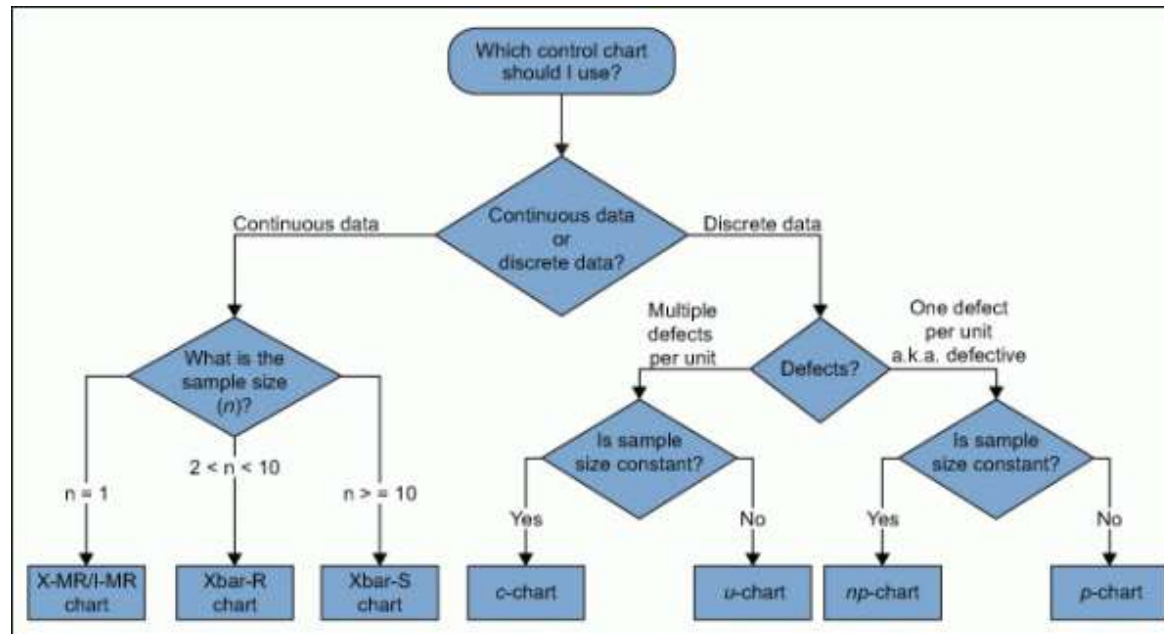 Which control chart
should I use?
Continuous data
or
discrete data?
Continuous data
Discrete data
What is the
sample size
(n)?
n = 1
2 < n < 10
n > = 10
X-MR/I-MR
chart
Xbar-R
chart
Xbar-S
chart
Defects?
Multiple
defects
per unit
One defect
per unit
a.k.a. defective
Is sample
size constant?
Yes
No
c-chart
u-chart
Is sample
size constant?
Yes
No
np-chart
p-chart